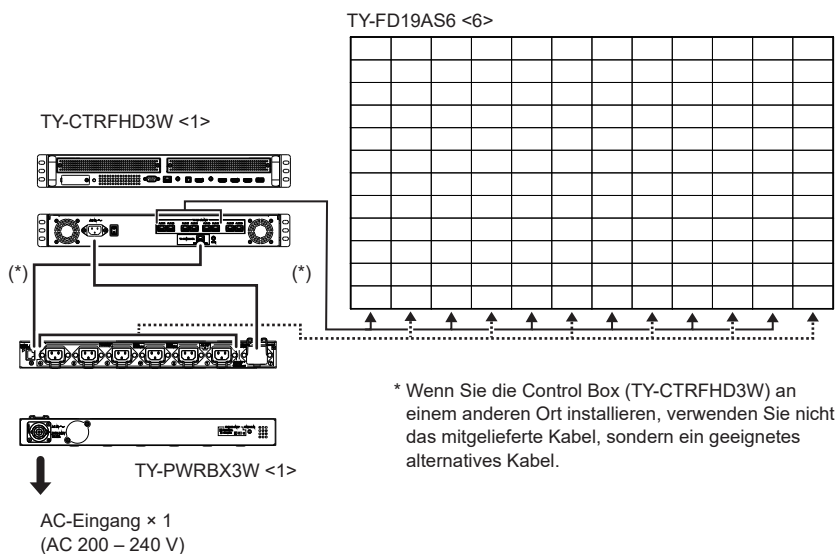 TY-FD19AS6 <6>
TY-CTRFHD3W <1>
(*)
(*)
* Wenn Sie die Control Box (TY-CTRFHD3W) an
einem anderen Ort installieren, verwenden Sie nicht
das mitgelieferte Kabel, sondern ein geeignetes
alternatives Kabel.
TY-PWRBX3W <1>
AC-Eingang × 1
(AC 200 – 240 V)